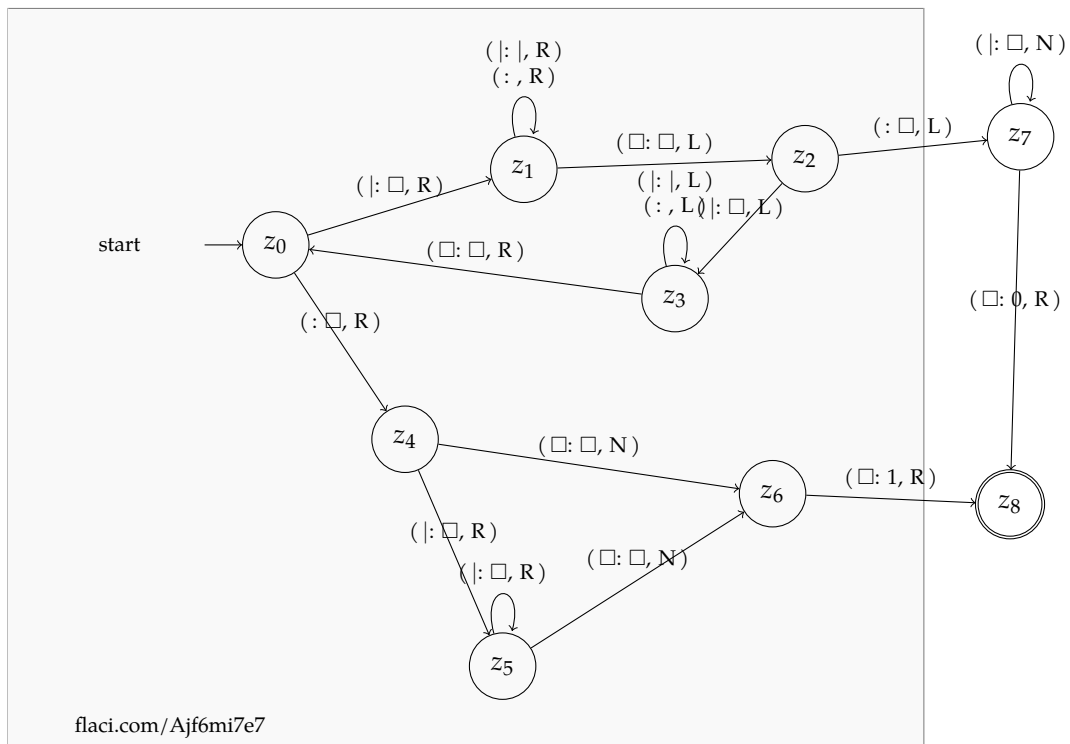 ( |: □, N )
( |: |, R )
( : , R )
z7
( : □, L )
( □: □, L )
z2
z1
( |: |, L )
( |: □, R )
( : , L )
( |: □, L )
start
z0
( □: □, R )
z3
( □: 0, R )
( : □, R )
z4
( □: □, N )
( □: 1, R )
z6
z8
( |: □, R )
( □: □, N )
( |: □, R )
z5
flaci.com/Ajf6mi7e7